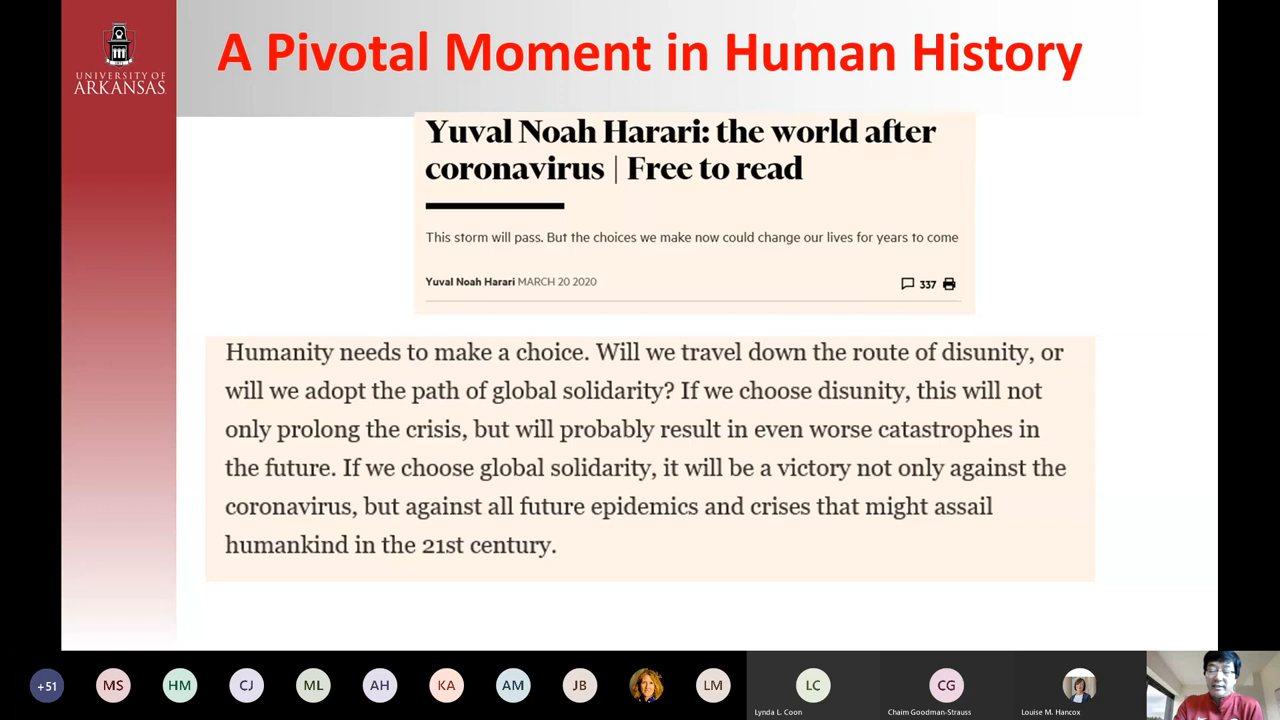 A Pivotal Moment in Human History
UNIVERSITY OF
ARKANSAS
Yuval Noah Harari: the world after
coronavirus | Free to read
This storm will pass. But the choices we make now could change our lives for years to come
Yuval Noah Harari MARCH 20 2020
337
Humanity needs to make a choice. Will we travel down the route of disunity, or
will we adopt the path of global solidarity? If we choose disunity, this will not
only prolong the crisis, but will probably result in even worse catastrophes in
the future. If we choose global solidarity, it will be a victory not only against the
coronavirus, but against all future epidemics and crises that might assail
humankind in the 21st century.
+51 MS HM CJ ML AH KA AM JB LM LC CG
Lynda L. Coon Chaim Goodman-Strauss Louise M. Hancox